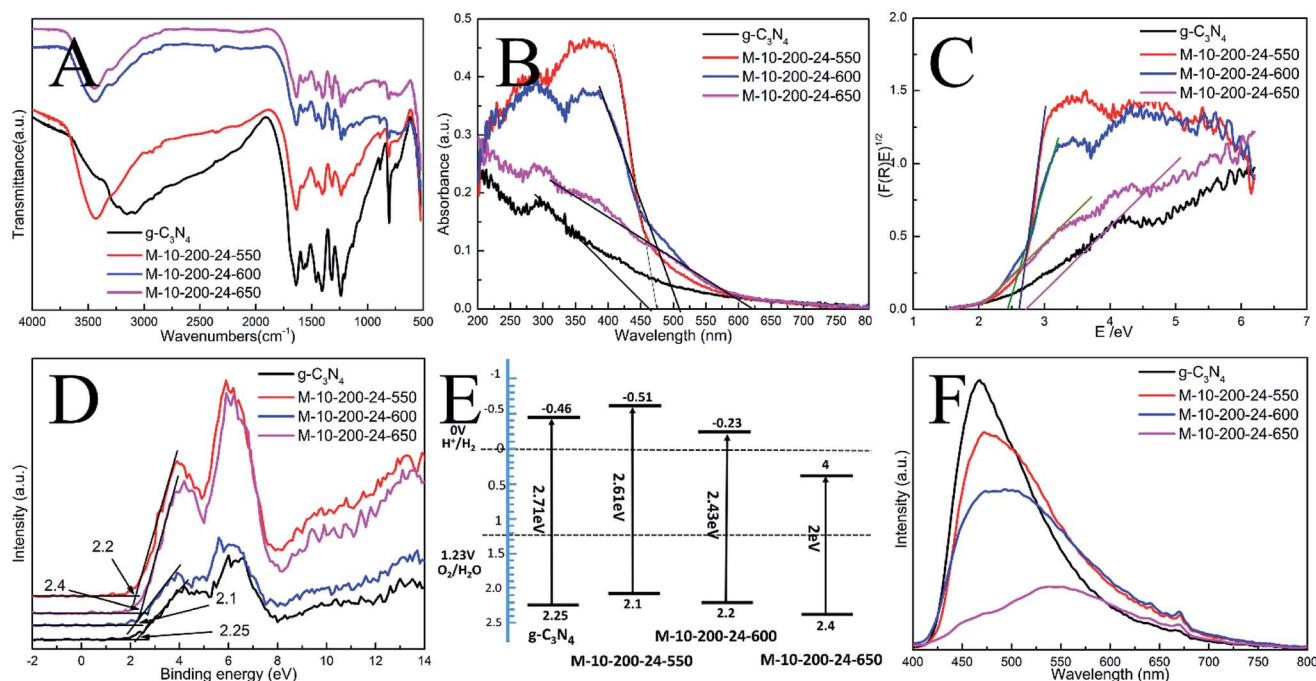 A
Transmittance(a.u.)
g-C₃N₄
M-10-200-24-550
M-10-200-24-600
M-10-200-24-650
4000 3500 3000 2500 2000 1500 1000 500
Wavenumbers(cm⁻¹)
B
Absorbance (a.u.)
g-C₃N₄
M-10-200-24-550
M-10-200-24-600
M-10-200-24-650
0.5
0.4
0.3
0.2
0.1
0.0
200 250 300 350 400 450 500 550 600 650 700 750 800
Wavelength (nm)
C
(F(R)E)^1/2
g-C₃N₄
M-10-200-24-550
M-10-200-24-600
M-10-200-24-650
2.0
1.5
1.0
0.5
0.0
1 2 3 4 5 6 7
E /eV
D
Intensity (a.u.)
g-C₃N₄
M-10-200-24-550
M-10-200-24-600
M-10-200-24-650
2.2
2.4
2.1
2.25
-2 0 2 4 6 8 10 12 14
Binding energy (eV)
E
-1
-0.5
0V
H⁺/H₂
0
0.5
1
1.23V
O₂/H₂O
1.5
2.0
2.5
-0.46 -0.51 -0.23 4
2.71eV 2.61eV 2.43eV 2eV
2.25 2.1 2.2 2.4
g-C₃N₄ M-10-200-24-600
M-10-200-24-550 M-10-200-24-650
F
Intensity (a.u.)
g-C₃N₄
M-10-200-24-550
M-10-200-24-600
M-10-200-24-650
400 450 500 550 600 650 700 750 800
Wavelength (nm)